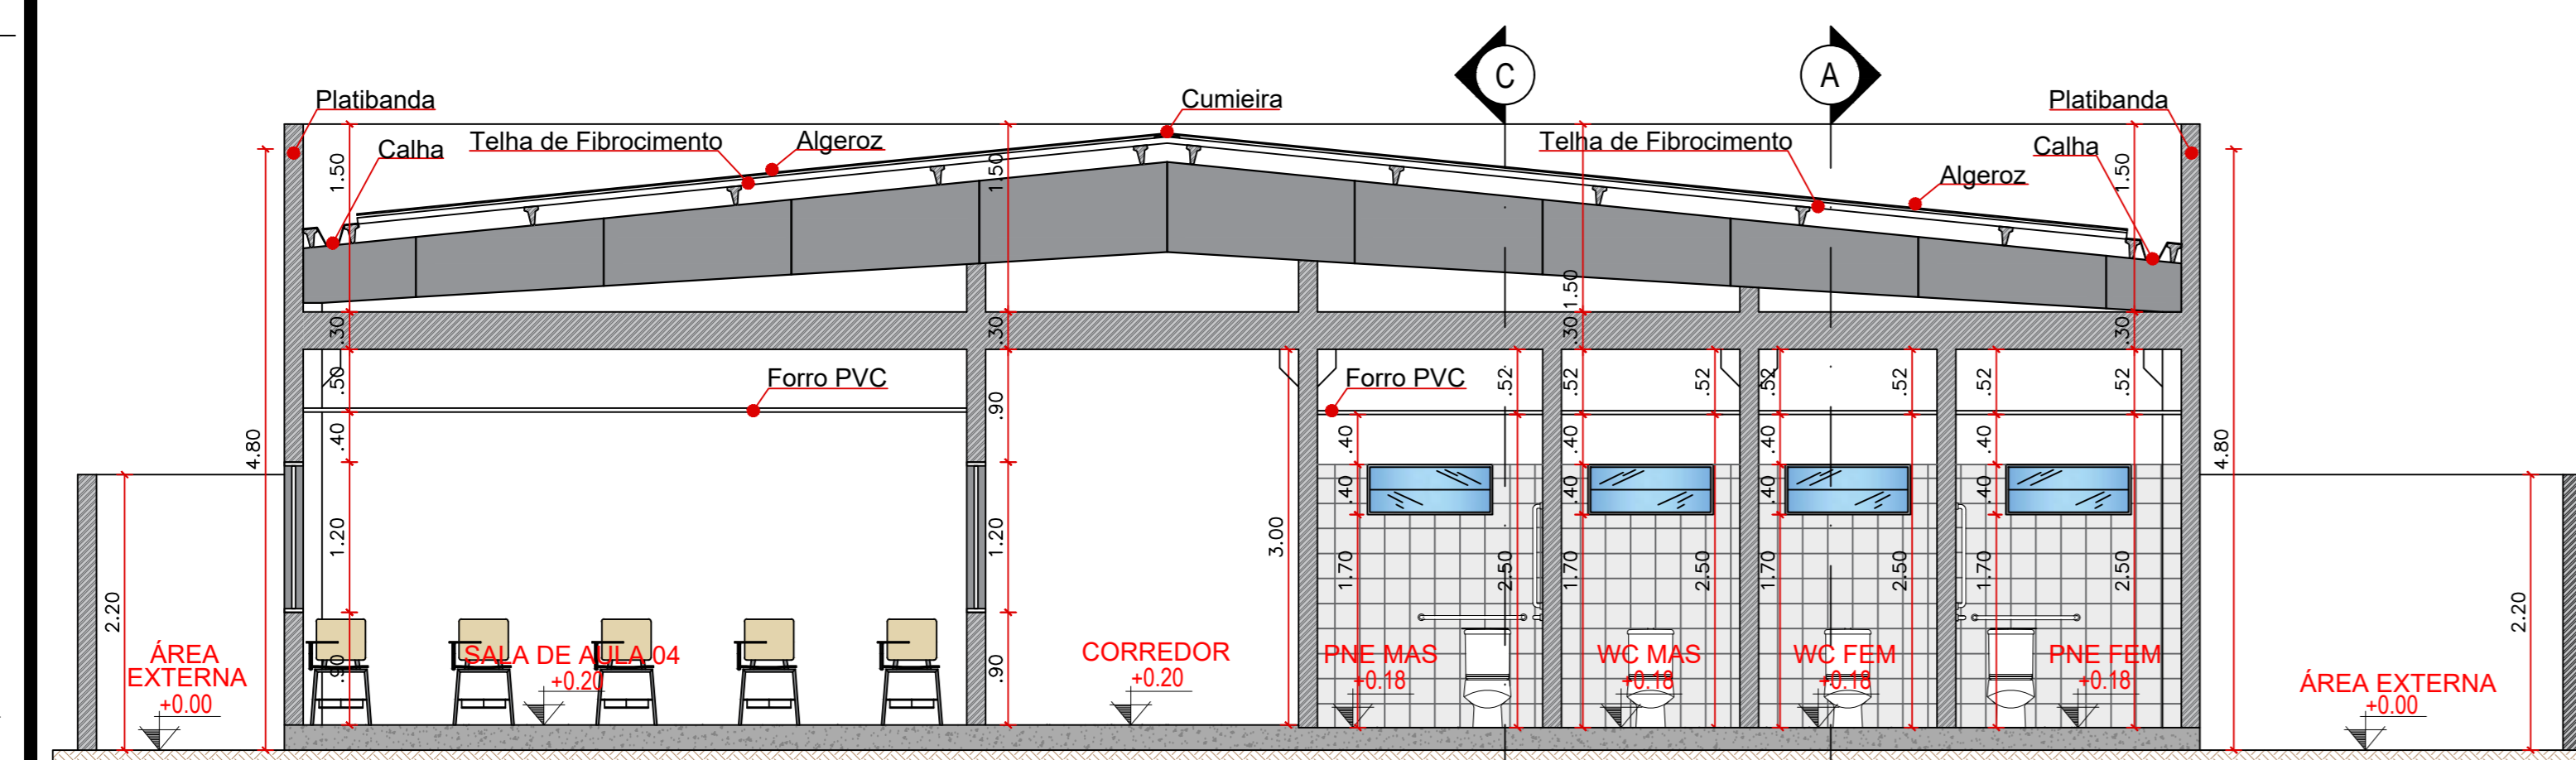 C
A
Platibanda
Cumieira
Platibanda
Calha
Telha de Fibrocimento
Algeroz
Telha de Fibrocimento
Calha
Algeroz
1.50
1.50
1.50
1.50
.30
.30
.30
.30
Forro PVC
Forro PVC
.50
.90
.52
.52
.52
.52
.52
.52
.52
4.80
.40
.40
.40
.40
.40
4.80
.40
.40
.40
.40
1.20
1.20
3.00
1.70
2.50
1.70
2.50
1.70
2.50
1.70
2.50
2.20
2.20
.90
.90
ÁREA
EXTERNA
+0.00
SALA DE AULA 04
+0.20
CORREDOR
+0.20
PNE MAS
+0.18
WC MAS
+0.18
WC FEM
+0.18
PNE FEM
+0.18
ÁREA EXTERNA
+0.00